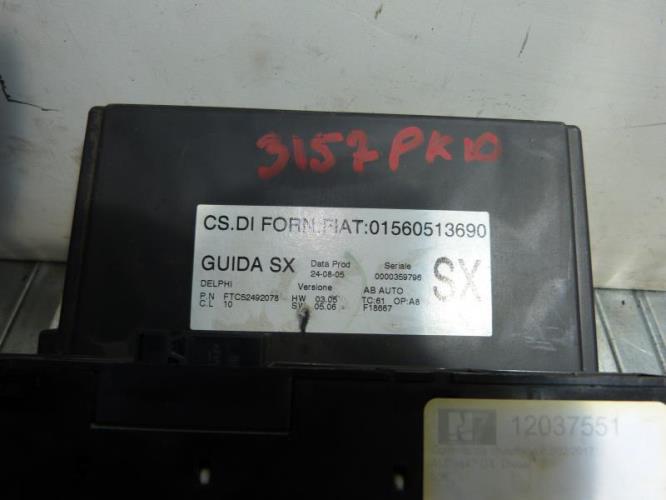 3157PK10
CS.DI FORN.FIAT:01560513690
GUIDA SX Data Prod 24-08-05 Seriale 0000359796 SX
DELPHI Versione AB AUTO
P.N FTC52492078 HW 03.05 TC:61 OP:A8
C.L 10 SW 05.06 F18667
12037551